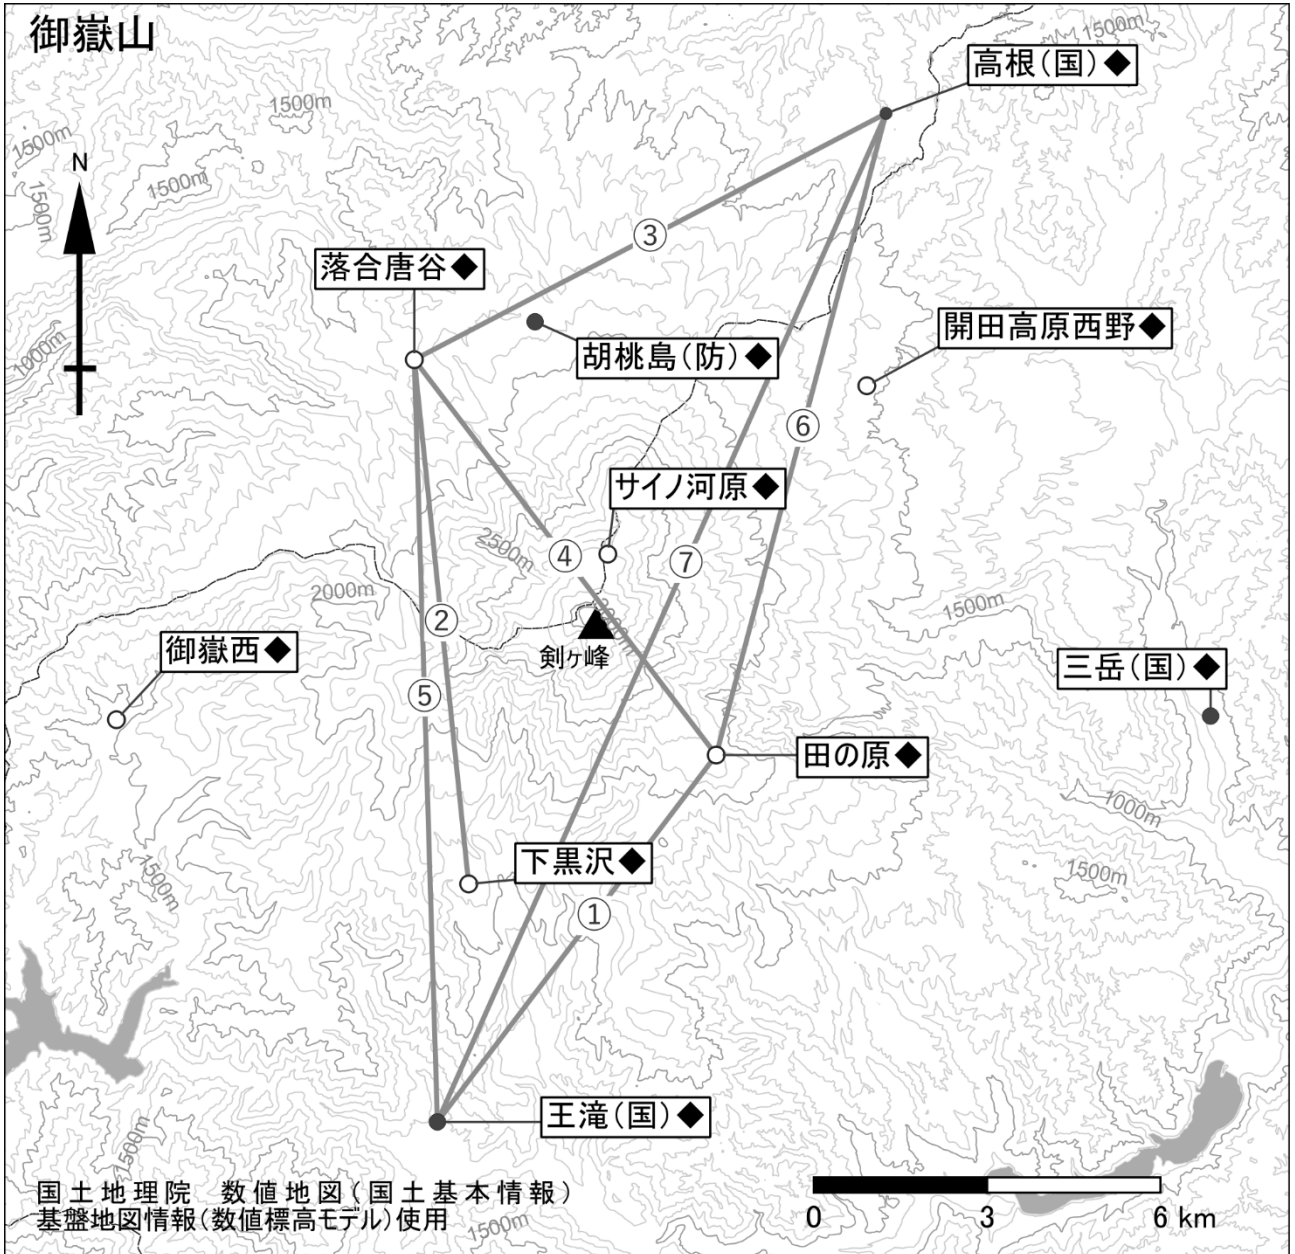 御嶽山
1500m
高根(国)◆
1500m
1500m
N
1500m
1500m
③
落合唐谷◆
開田高原西野◆
1000m
胡桃島(防)◆
⑥
サイノ河原◆
2500m
④
⑦
2000m
1500m
②
御嶽西◆
剣ヶ峰
三岳(国)◆
⑤
田の原◆
1000m
下黒沢◆
1500m
1500m
①
王滝(国)◆
1500m
国土地理院 数値地図(国土基本情報)
基盤地図情報(数値標高モデル)使用
1500m
0 3 6 km